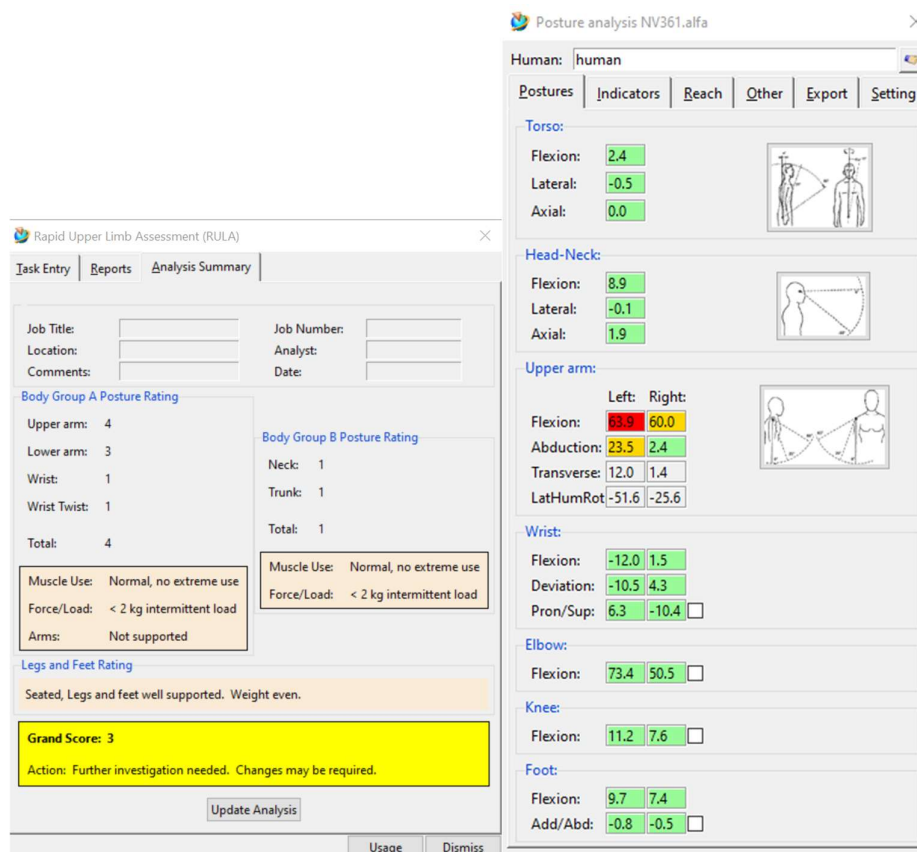 Rapid Upper Limb Assessment (RULA)
Task Entry Reports Analysis Summary
Job Title: Job Number:
Location: Analyst:
Comments: Date:
Body Group A Posture Rating
Upper arm: 4
Lower arm: 3
Wrist: 1
Wrist Twist: 1
Total: 4
Muscle Use: Normal, no extreme use
Force/Load: < 2 kg intermittent load
Arms: Not supported
Body Group B Posture Rating
Neck: 1
Trunk: 1
Total: 1
Muscle Use: Normal, no extreme use
Force/Load: < 2 kg intermittent load
Legs and Feet Rating
Seated, Legs and feet well supported. Weight even.
Grand Score: 3
Action: Further investigation needed. Changes may be required.
Update Analysis
Usage Dismiss
Posture analysis NV361.alfa
Human: human
Postures Indicators Reach Other Export Setting
Torso:
Flexion: 2.4
Lateral: -0.5
Axial: 0.0
Head-Neck:
Flexion: 8.9
Lateral: -0.1
Axial: 1.9
Upper arm:
Left: Right:
Flexion: 63.9 60.0
Abduction: 23.5 2.4
Transverse: 12.0 1.4
LatHumRot -51.6 -25.6
Wrist:
Flexion: -12.0 1.5
Deviation: -10.5 4.3
Pron/Sup: 6.3 -10.4
Elbow:
Flexion: 73.4 50.5
Knee:
Flexion: 11.2 7.6
Foot:
Flexion: 9.7 7.4
Add/Abd: -0.8 -0.5